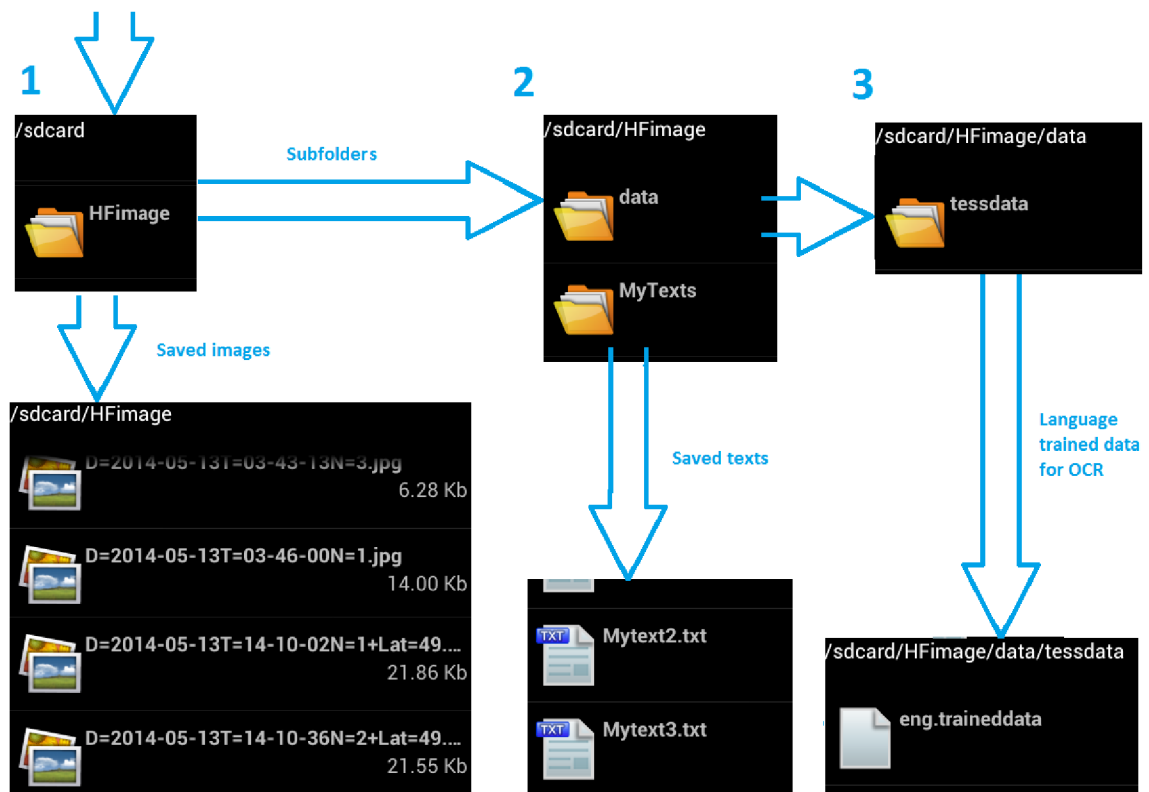 1
2
3
/sdcard
HFimage
Subfolders
/sdcard/HFimage
data
MyTexts
/sdcard/HFimage/data
tessdata
Saved images
/sdcard/HFimage
D=2014-05-13T=03-43-13N=3.jpg
6.28 Kb
D=2014-05-13T=03-46-00N=1.jpg
14.00 Kb
D=2014-05-13T=14-10-02N=1+Lat=49....
21.86 Kb
D=2014-05-13T=14-10-36N=2+Lat=49....
21.55 Kb
Saved texts
TXT
Mytext2.txt
TXT
Mytext3.txt
Language
trained data
for OCR
/sdcard/HFimage/data/tessdata
eng.traineddata